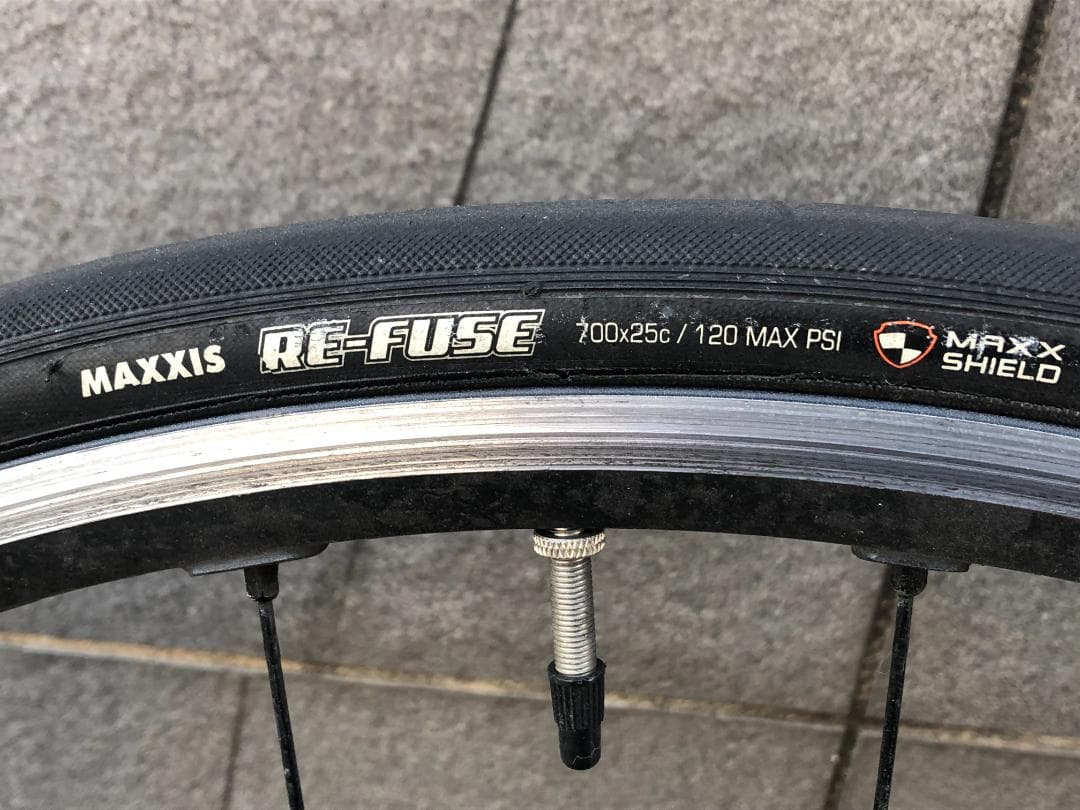 MAXXIS RE-FUSE 700x25c / 120 MAX PSI MAXX
SHIELD